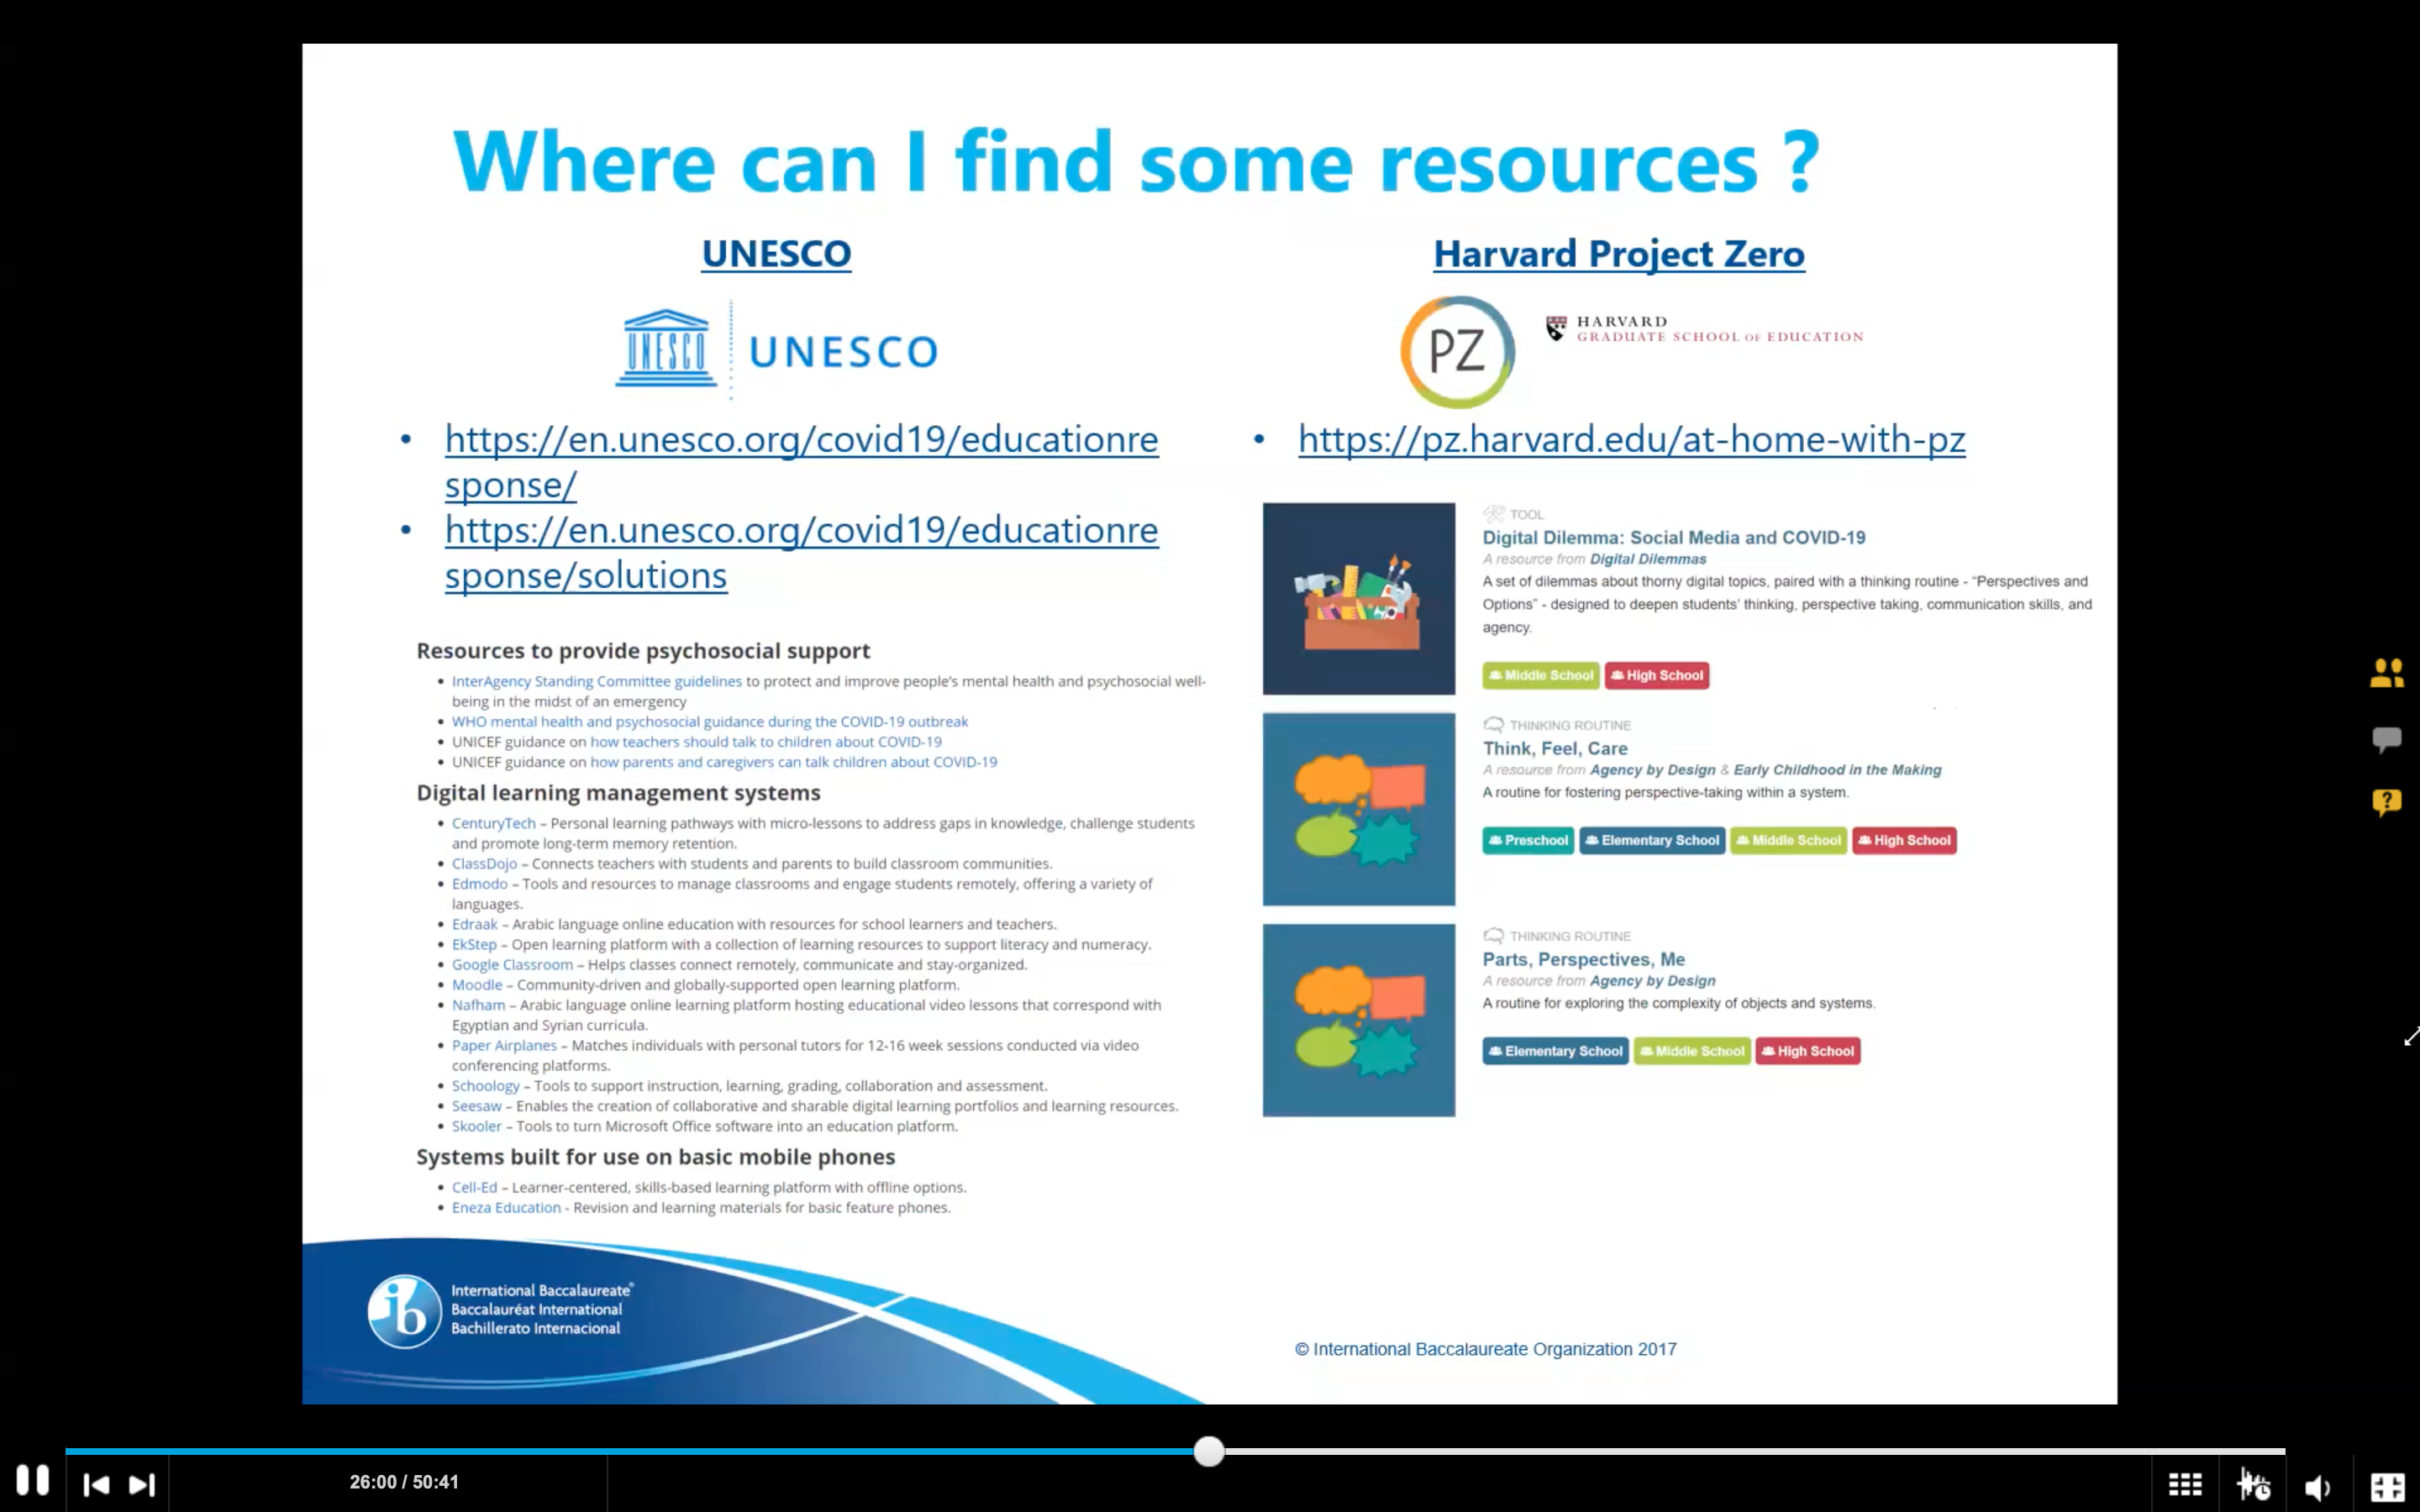 Where can I find some resources ?
UNESCO
UNESCO
UNESCO
• https://en.unesco.org/covid19/educationre
sponse/
• https://en.unesco.org/covid19/educationre
sponse/solutions
Resources to provide psychosocial support
• InterAgency Standing Committee guidelines to protect and improve people's mental health and psychosocial well-
being in the midst of an emergency
• WHO mental health and psychosocial guidance during the COVID-19 outbreak
• UNICEF guidance on how teachers should talk to children about COVID-19
• UNICEF guidance on how parents and caregivers can talk children about COVID-19
Digital learning management systems
• CenturyTech – Personal learning pathways with micro-lessons to address gaps in knowledge, challenge students
and promote long-term memory retention.
• ClassDojo – Connects teachers with students and parents to build classroom communities.
• Edmodo – Tools and resources to manage classrooms and engage students remotely, offering a variety of
languages.
• Edraak – Arabic language online education with resources for school learners and teachers.
• EkStep – Open learning platform with a collection of learning resources to support literacy and numeracy.
• Google Classroom – Helps classes connect remotely, communicate and stay-organized.
• Moodle – Community-driven and globally-supported open learning platform.
• Nafham – Arabic language online learning platform hosting educational video lessons that correspond with
Egyptian and Syrian curricula.
• Paper Airplanes – Matches individuals with personal tutors for 12-16 week sessions conducted via video
conferencing platforms.
• Schoology – Tools to support instruction, learning, grading, collaboration and assessment.
• Seesaw – Enables the creation of collaborative and sharable digital learning portfolios and learning resources.
• Skooler – Tools to turn Microsoft Office software into an education platform.
Systems built for use on basic mobile phones
• Cell-Ed – Learner-centered, skills-based learning platform with offline options.
• Eneza Education - Revision and learning materials for basic feature phones.
Harvard Project Zero
PZ
HARVARD
GRADUATE SCHOOL OF EDUCATION
• https://pz.harvard.edu/at-home-with-pz
TOOL
Digital Dilemma: Social Media and COVID-19
A resource from Digital Dilemmas
A set of dilemmas about thorny digital topics, paired with a thinking routine - “Perspectives and
Options” - designed to deepen students' thinking, perspective taking, communication skills, and
agency.
Middle School High School
THINKING ROUTINE
Think, Feel, Care
A resource from Agency by Design & Early Childhood in the Making
A routine for fostering perspective-taking within a system.
Preschool Elementary School Middle School High School
THINKING ROUTINE
Parts, Perspectives, Me
A resource from Agency by Design
A routine for exploring the complexity of objects and systems.
Elementary School Middle School High School
ib
International Baccalaureate®
Baccalauréat International
Bachillerato Internacional
© International Baccalaureate Organization 2017
26:00 / 50:41